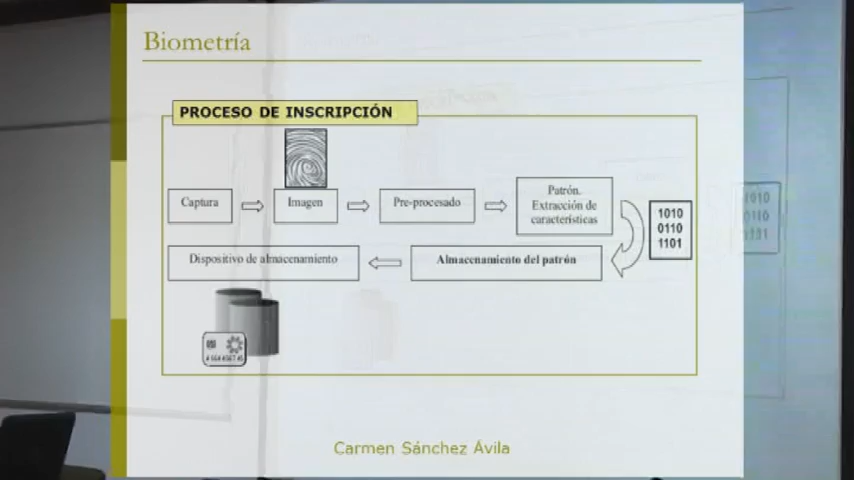 Biometría
PROCESO DE INSCRIPCIÓN
Captura
Imagen
Pre-procesado
Patrón.
Extracción de
características
1010
0110
1101
Dispositivo de almacenamiento
Almacenamiento del patrón
Carmen Sánchez Ávila